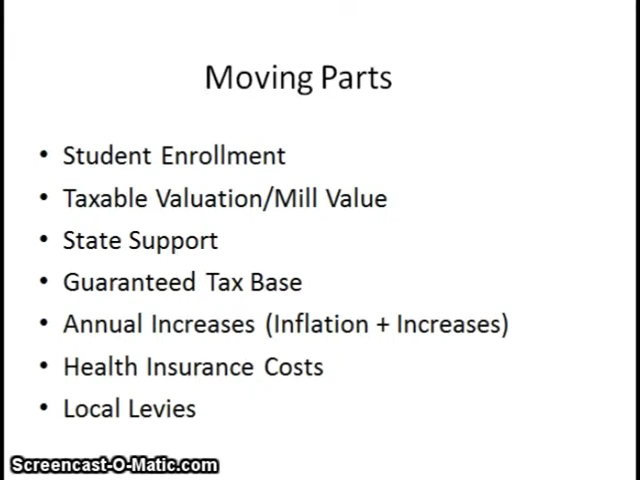 Moving Parts
• Student Enrollment
• Taxable Valuation/Mill Value
• State Support
• Guaranteed Tax Base
• Annual Increases (Inflation + Increases)
• Health Insurance Costs
• Local Levies
Screencast-O-Matic.com